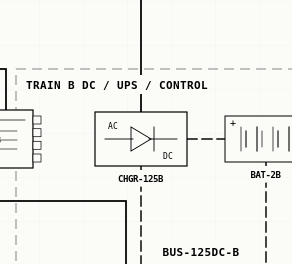 TRAIN B DC / UPS / CONTROL
AC
+
DC
CHGR-125B
BAT-2B
BUS-125DC-B